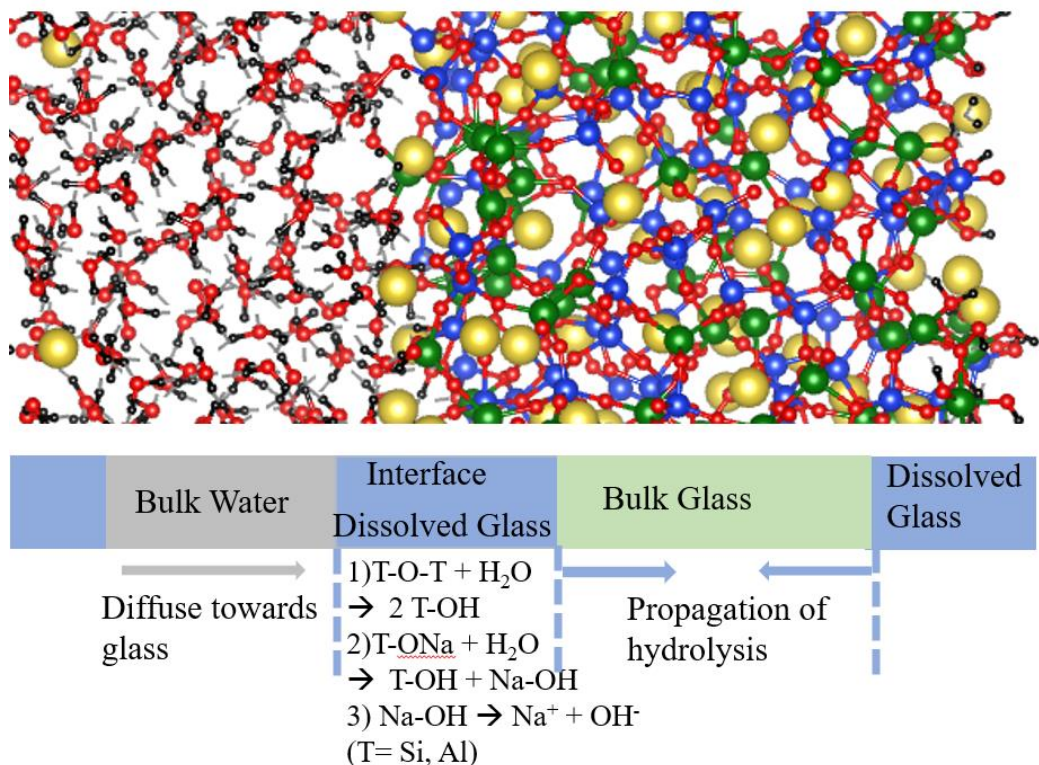 Bulk Water
Interface
Dissolved Glass
Bulk Glass
Dissolved
Glass
Diffuse towards
glass
1)T-O-T + H₂O
→ 2 T-OH
2)T-ONa + H₂O
→ T-OH + Na-OH
3) Na-OH → Na⁺ + OH⁻
(T= Si, Al)
Propagation of
hydrolysis